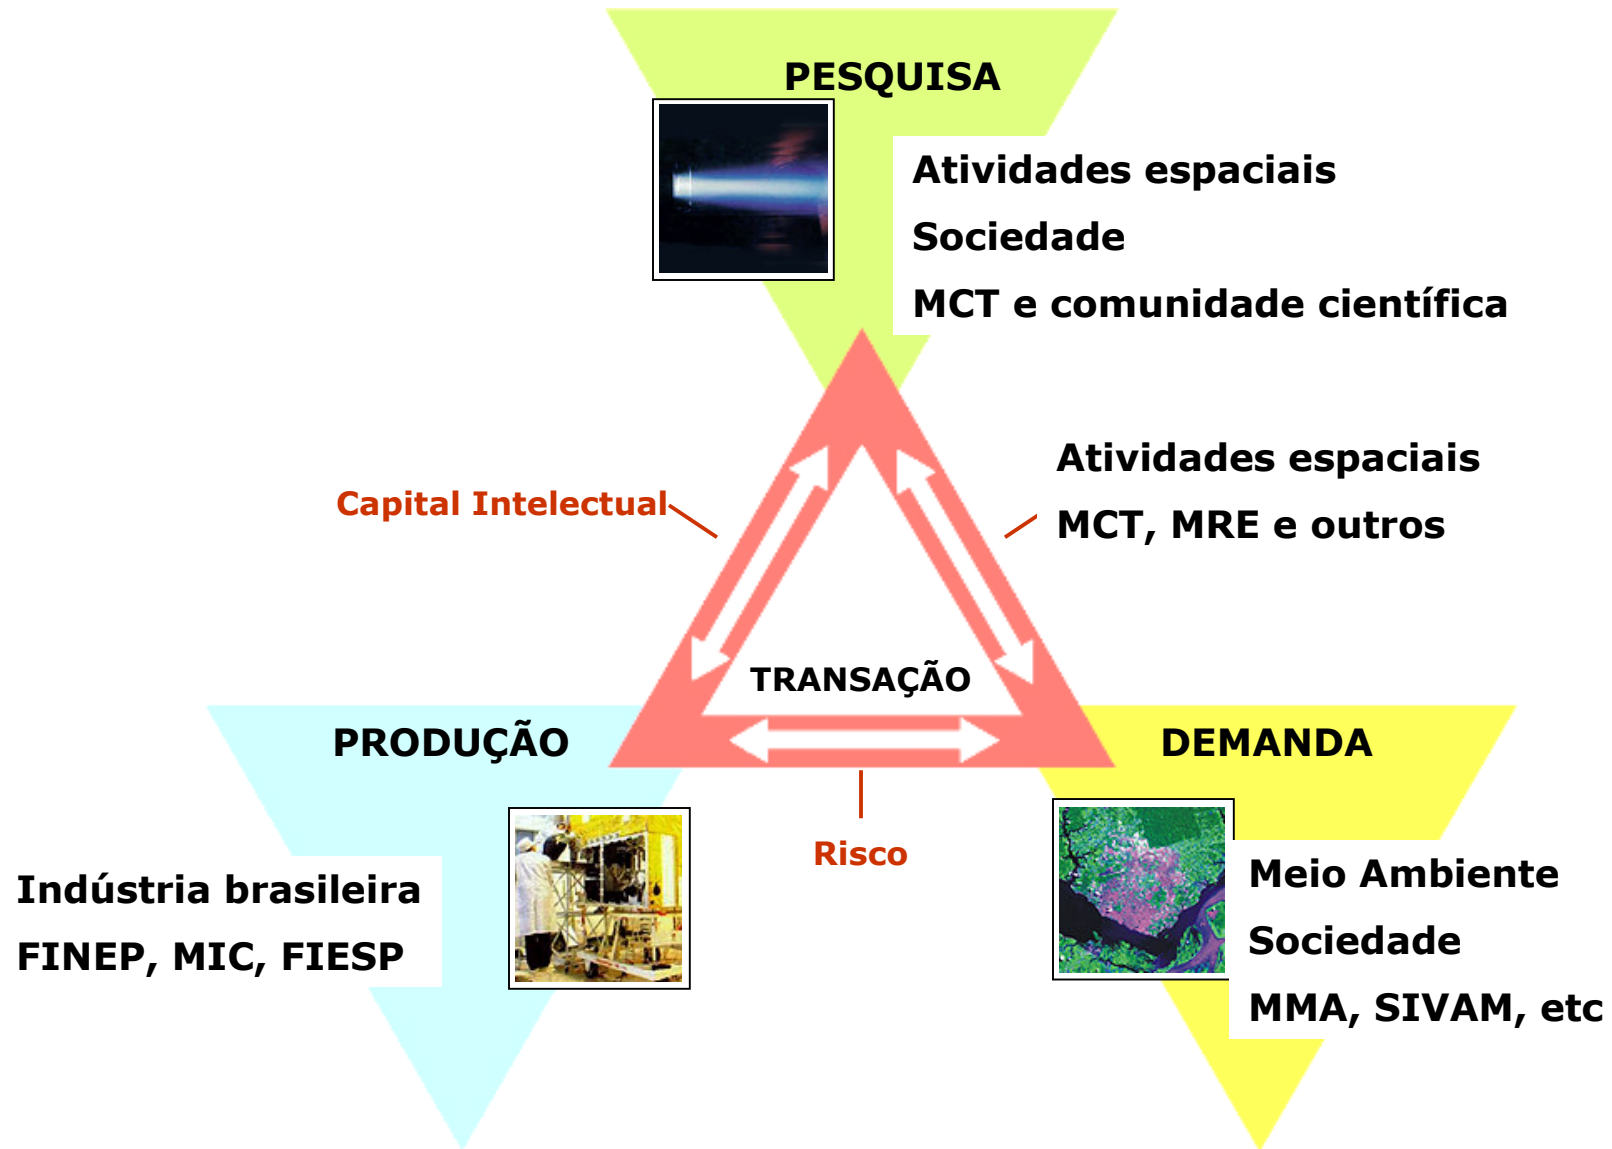 PESQUISA
Atividades espaciais
Sociedade
MCT e comunidade científica
Atividades espaciais
MCT, MRE e outros
Capital Intelectual
TRANSAÇÃO
PRODUÇÃO
DEMANDA
Risco
Indústria brasileira
FINEP, MIC, FIESP
Meio Ambiente
Sociedade
MMA, SIVAM, etc